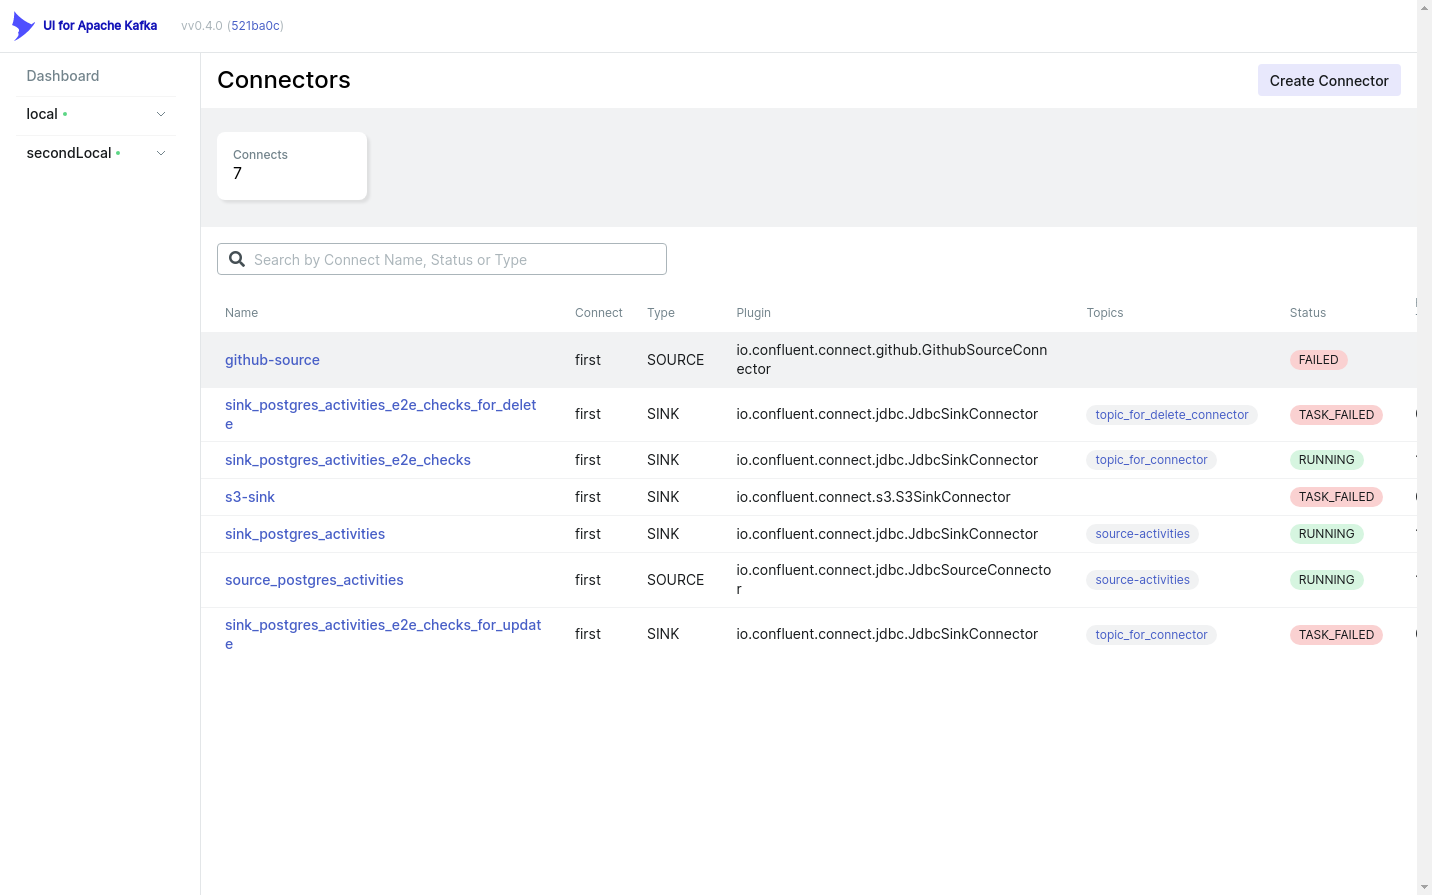 UI for Apache Kafka vv0.4.0 (521ba0c)
Dashboard
local
secondLocal
Connectors
Create Connector
Connects
7
Search by Connect Name, Status or Type
Name Connect Type Plugin Topics Status
github-source first SOURCE io.confluent.connect.github.GithubSourceConn
ector FAILED
sink_postgres_activities_e2e_checks_for_delet
e first SINK io.confluent.connect.jdbc.JdbcSinkConnector topic_for_delete_connector TASK_FAILED
sink_postgres_activities_e2e_checks first SINK io.confluent.connect.jdbc.JdbcSinkConnector topic_for_connector RUNNING
s3-sink first SINK io.confluent.connect.s3.S3SinkConnector TASK_FAILED
sink_postgres_activities first SINK io.confluent.connect.jdbc.JdbcSinkConnector source-activities RUNNING
source_postgres_activities first SOURCE io.confluent.connect.jdbc.JdbcSourceConnecto
r source-activities RUNNING
sink_postgres_activities_e2e_checks_for_updat
e first SINK io.confluent.connect.jdbc.JdbcSinkConnector topic_for_connector TASK_FAILED